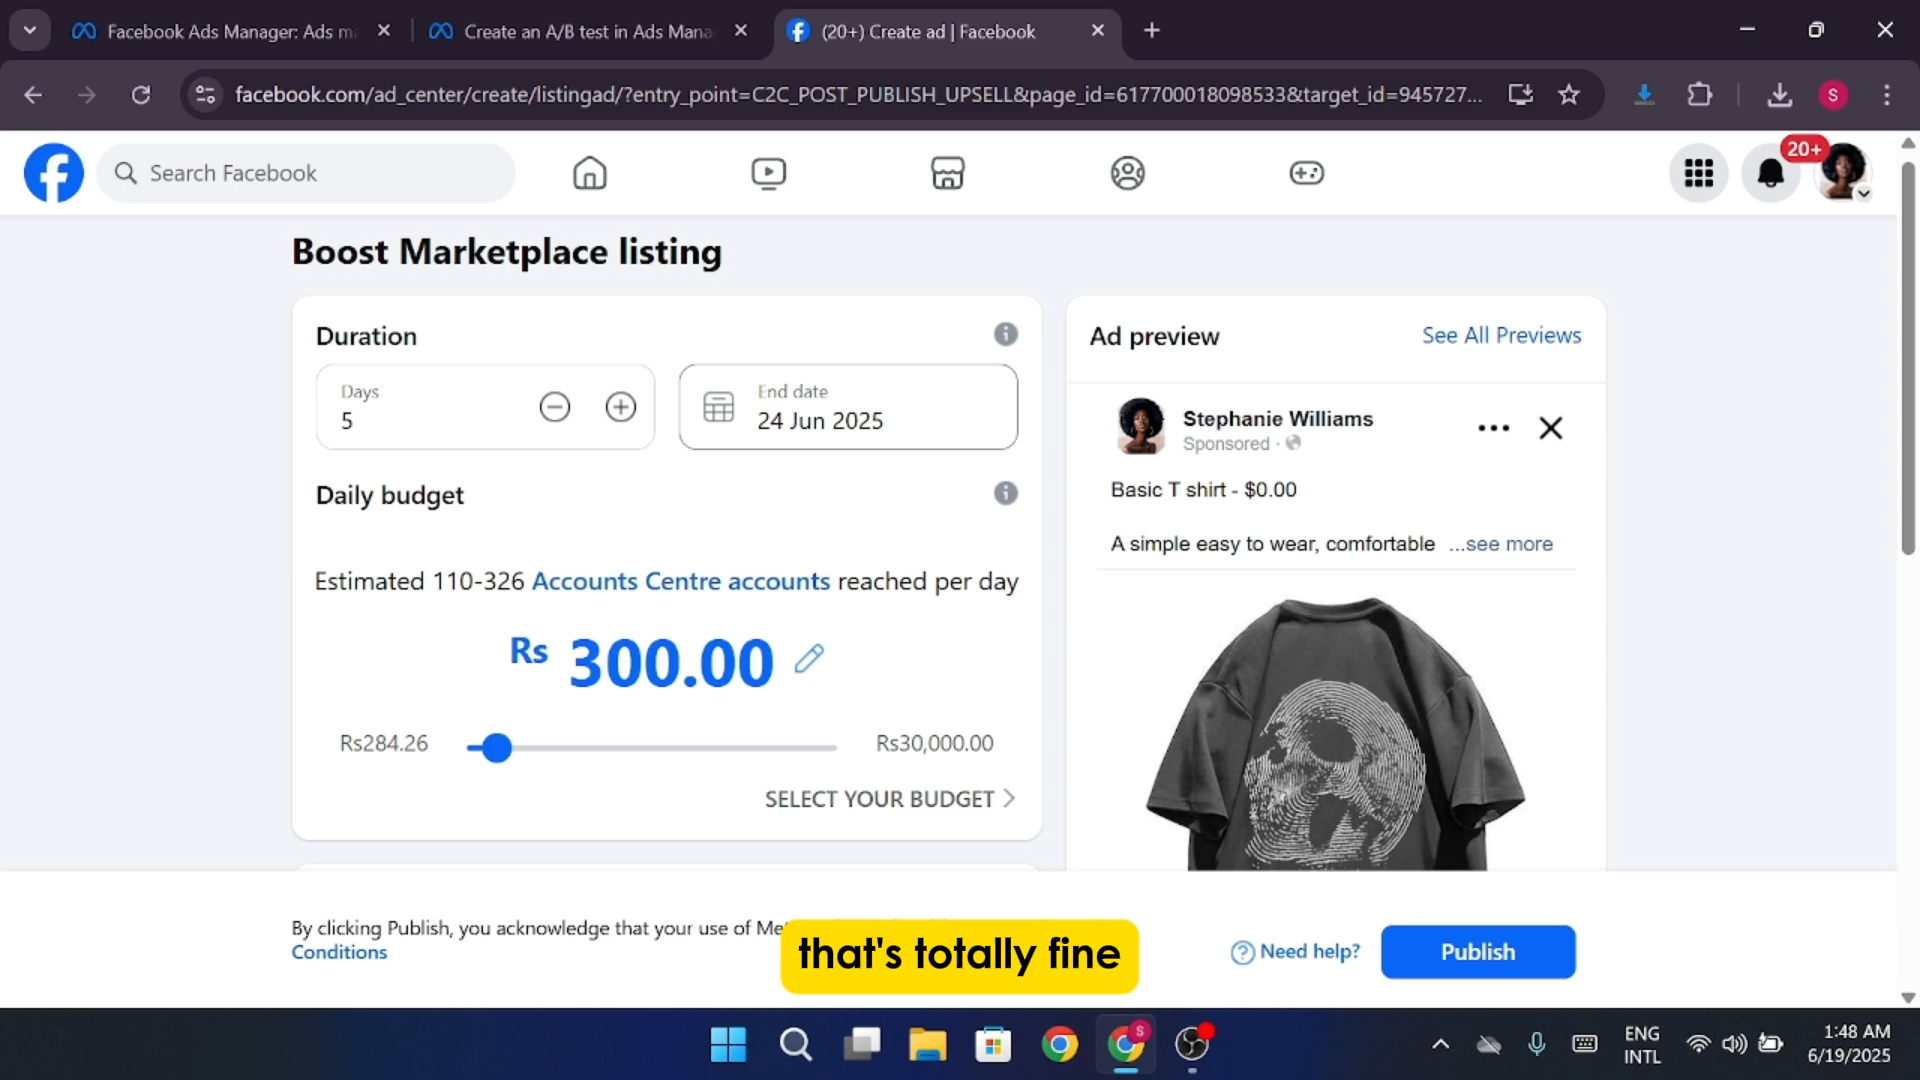 Facebook Ads Manager: Ads ma
Create an A/B test in Ads Mana
(20+) Create ad | Facebook
facebook.com/ad_center/create/listingad/?entry_point=C2C_POST_PUBLISH_UPSELL&page_id=617700018098533&target_id=945727...
S
Search Facebook
20+
Boost Marketplace listing
Duration
Days
5
End date
24 Jun 2025
Daily budget
Estimated 110-326 Accounts Centre accounts reached per day
Rs 300.00
Rs284.26
Rs30,000.00
SELECT YOUR BUDGET
Ad preview
See All Previews
Stephanie Williams
Sponsored ·
Basic T shirt - $0.00
A simple easy to wear, comfortable ...see more
By clicking Publish, you acknowledge that your use of Me
Conditions
that's totally fine
Need help?
Publish
S
ENG
INTL
1:48 AM
6/19/2025